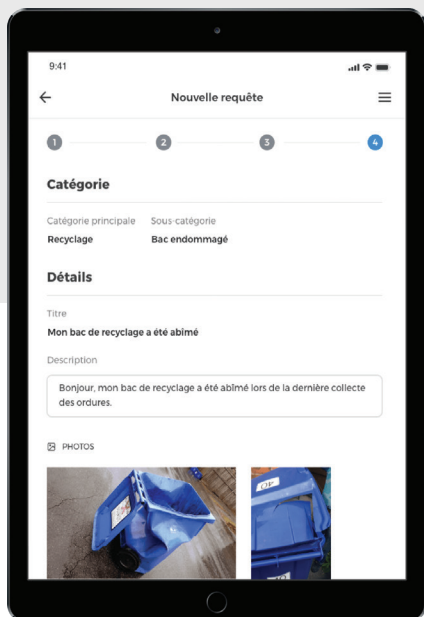 9:41
Nouvelle requête
1 2 3 4
Catégorie
Catégorie principale Sous-catégorie
Recyclage Bac endommagé
Détails
Titre
Mon bac de recyclage a été abîmé
Description
Bonjour, mon bac de recyclage a été abîmé lors de la dernière collecte
des ordures.
PHOTOS